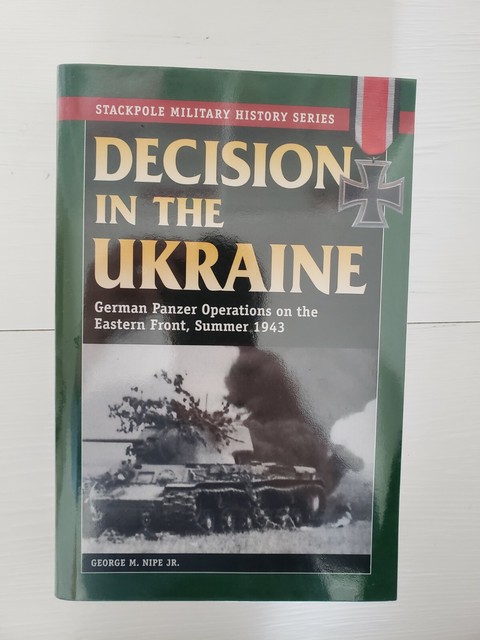 STACKPOLE MILITARY HISTORY SERIES
DECISION
IN THE
UKRAINE
German Panzer Operations on the
Eastern Front, Summer 1943
GEORGE M. NIPE JR.